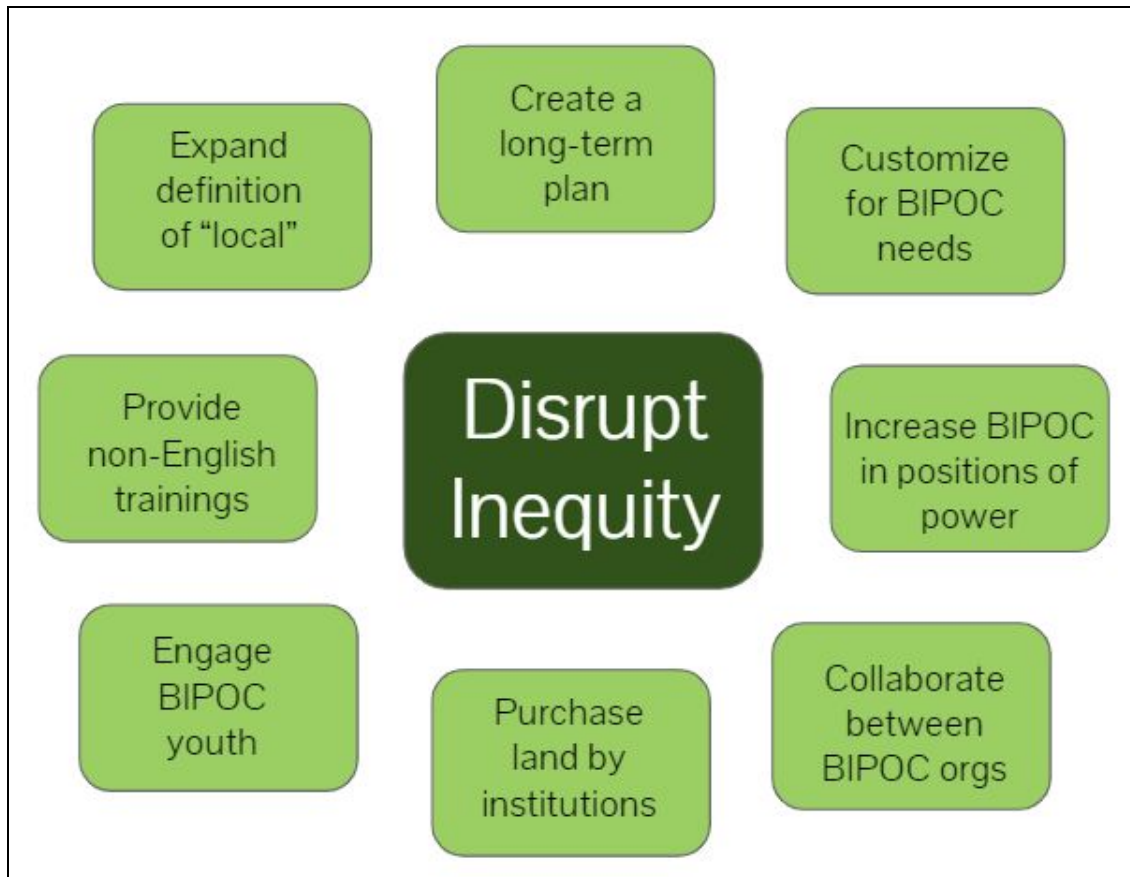 Create a
long-term
plan
Expand
definition
of “local”
Customize
for BIPOC
needs
Provide
non-English
trainings
Disrupt
Inequity
Increase BIPOC
in positions of
power
Engage
BIPOC
youth
Purchase
land by
institutions
Collaborate
between
BIPOC orgs